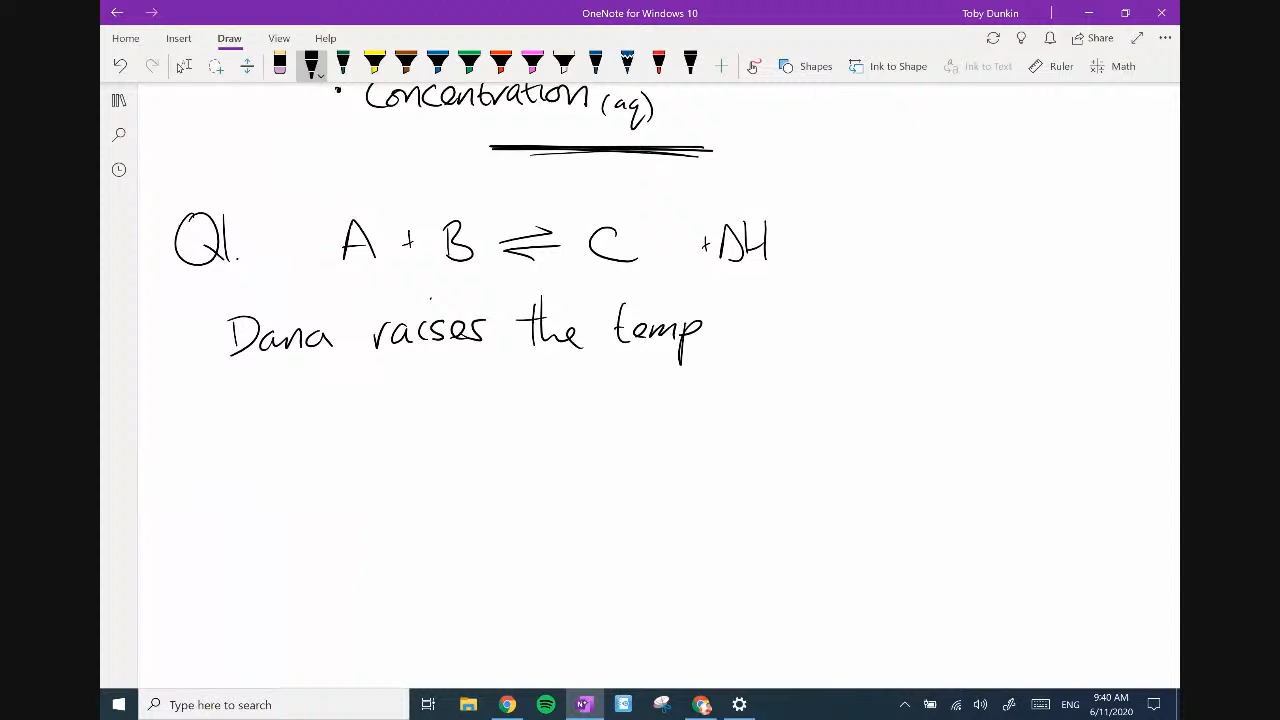 OneNote for Windows 10
Toby Dunkin
Home Insert Draw View Help
Share
Shapes Ink to Shape Ink to Text Ruler Math
• Concentration (aq)
Q1. A + B ⇌ C +ΔH
Dana raises the temp
Type here to search
ENG
9:40 AM
6/11/2020